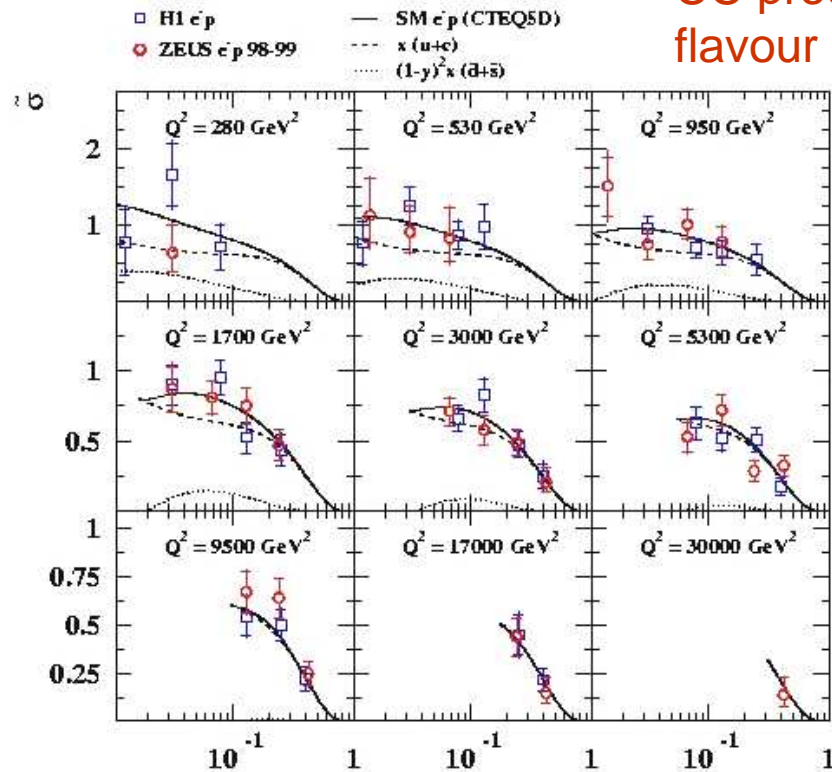 H1 e⁻p
ZEUS e⁻p 98-99
SM e⁻p (CTEQ5D)
x (u+c)
(1-y)²x (d̄+s̄)
flavour
σ̃
Q² = 280 GeV²
Q² = 530 GeV²
Q² = 950 GeV²
2
1
Q² = 1700 GeV²
Q² = 3000 GeV²
Q² = 5300 GeV²
1
0.5
Q² = 9500 GeV²
Q² = 17000 GeV²
Q² = 30000 GeV²
1
0.75
0.5
0.25
10⁻¹ 1 10⁻¹ 1 10⁻¹ 1